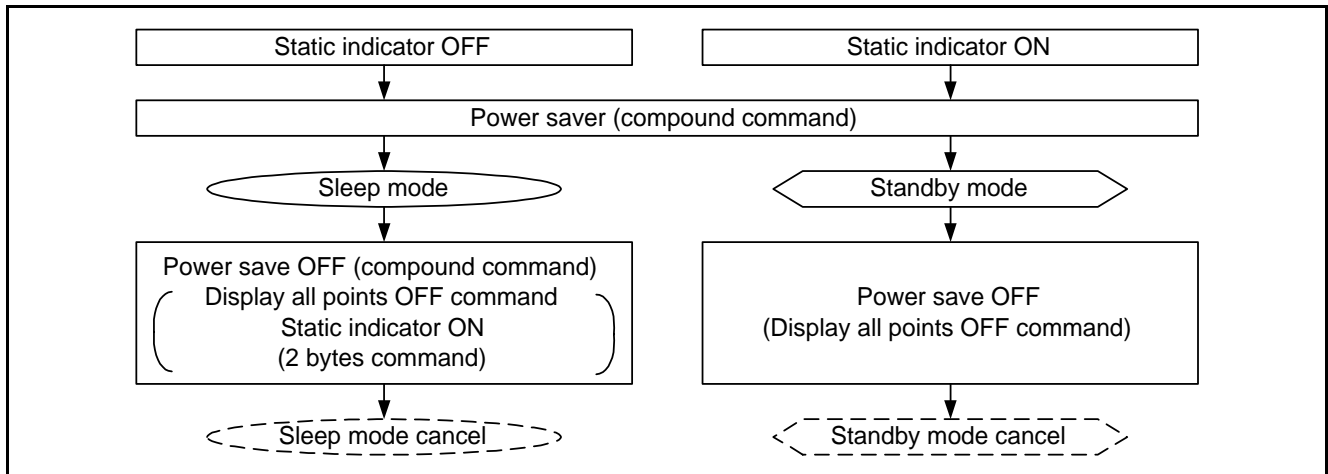 Static indicator OFF
Static indicator ON
Power saver (compound command)
Sleep mode
Standby mode
Power save OFF (compound command)
Display all points OFF command
Static indicator ON
(2 bytes command)
Power save OFF
(Display all points OFF command)
Sleep mode cancel
Standby mode cancel